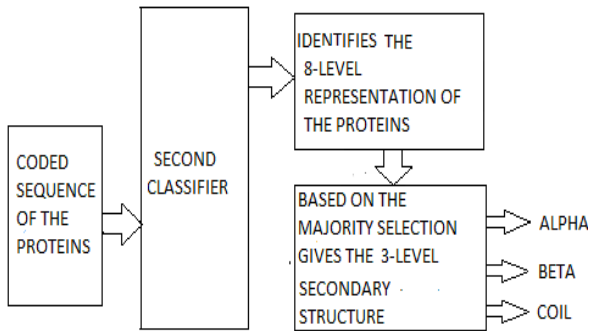 CODED
SEQUENCE
OF THE
PROTEINS
SECOND
CLASSIFIER
IDENTIFIES THE
8-LEVEL
REPRESENTATION OF
THE PROTEINS
BASED ON THE
MAJORITY SELECTION
GIVES THE 3-LEVEL
SECONDARY
STRUCTURE
ALPHA
BETA
COIL